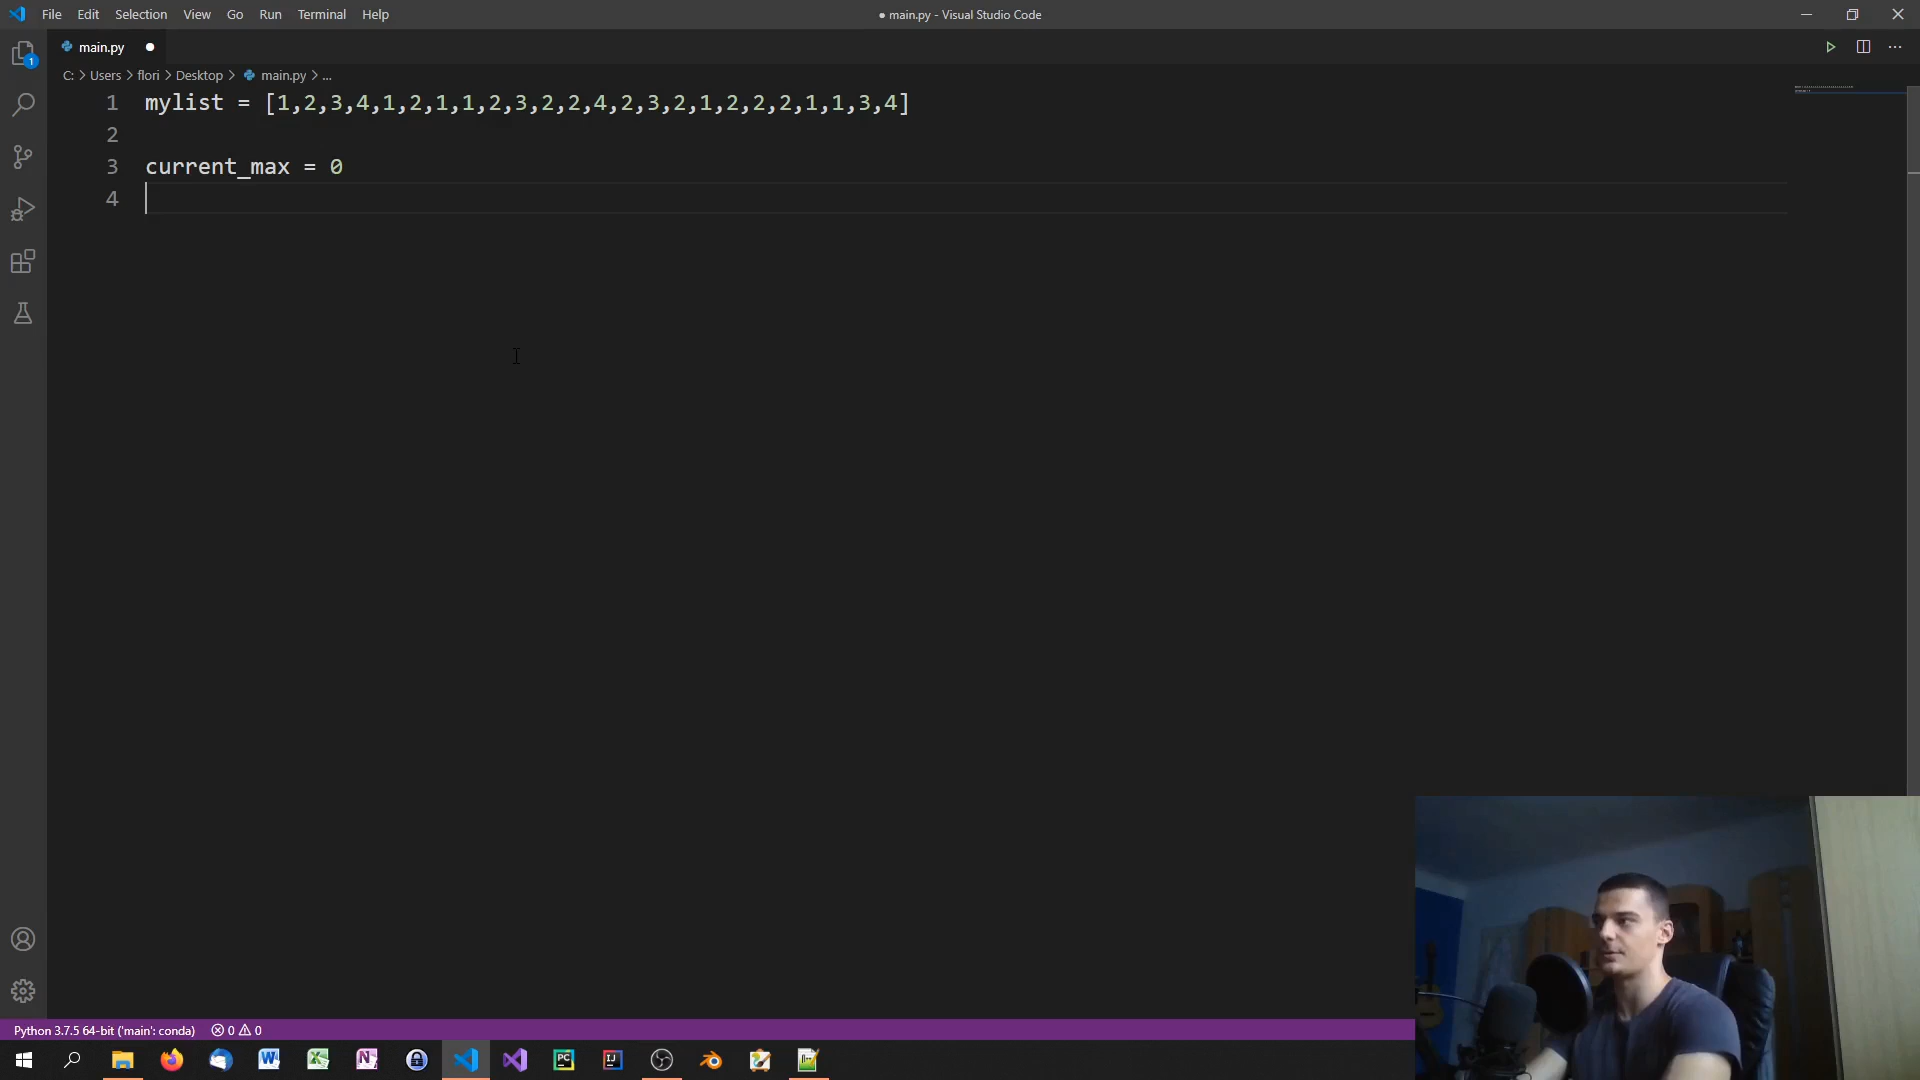 File Edit Selection View Go Run Terminal Help
● main.py - Visual Studio Code
main.py ●
C: > Users > flori > Desktop > main.py > ...
1 mylist = [1,2,3,4,1,2,1,1,2,3,2,2,4,2,3,2,1,2,2,2,1,1,3,4]
2
3 current_max = 0
4
1
Python 3.7.5 64-bit ('main': conda) 0 0
W X N PC IJ